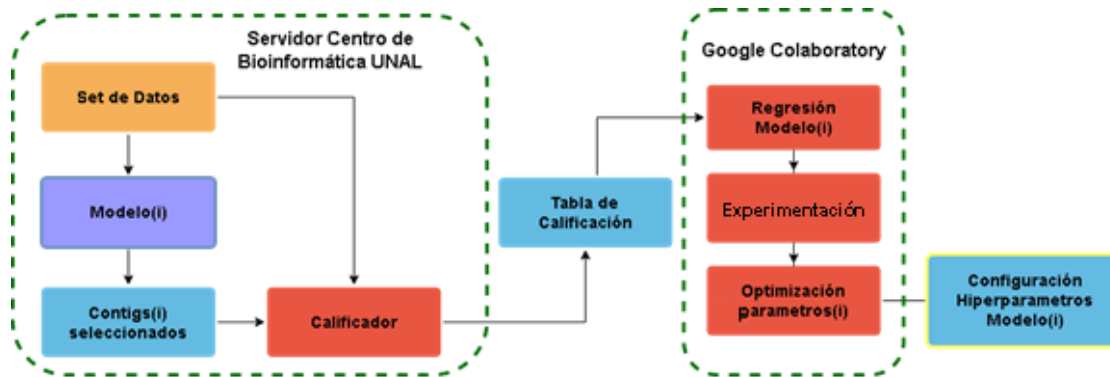 Servidor Centro de
Bioinformática UNAL
Set de Datos
Modelo(i)
Contigs(i)
seleccionados
Calificador
Tabla de
Calificación
Google Colaboratory
Regresión
Modelo(i)
Experimentación
Optimización
parametros(i)
Configuración
Hiperparametros
Modelo(i)